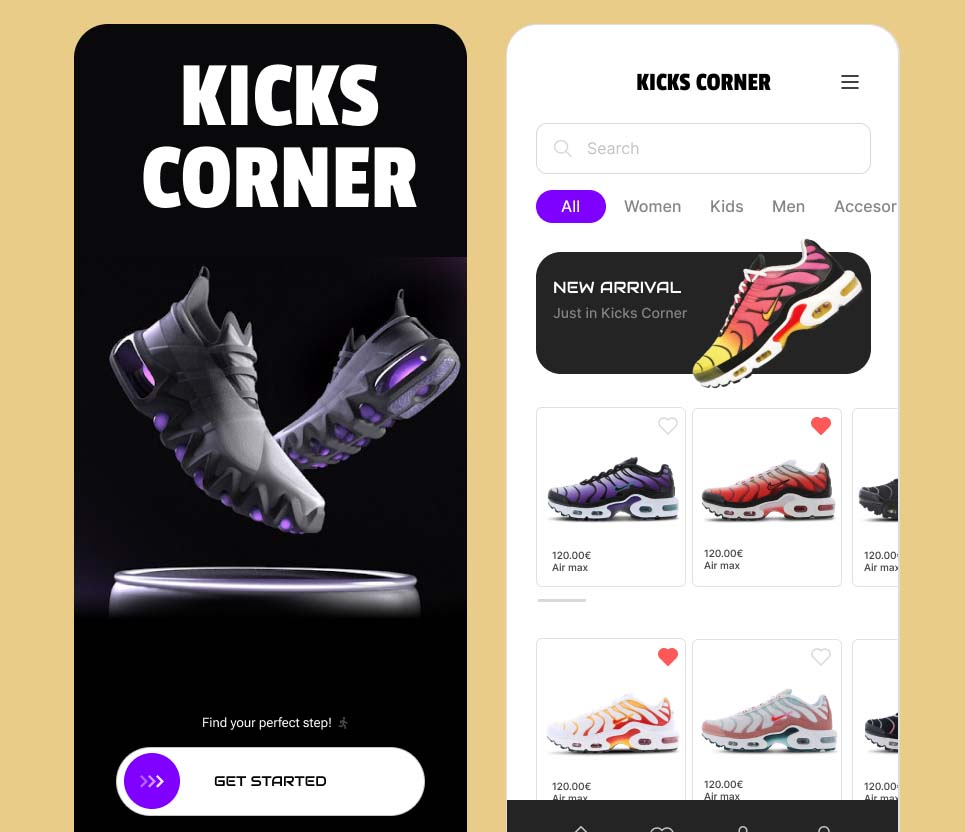 KICKS
CORNER
Find your perfect step!
GET STARTED
KICKS CORNER
Search
All Women Kids Men Accesor
NEW ARRIVAL
Just in Kicks Corner
120.00€
Air max
120.00€
Air max
120.00€
Air max
120.00€
Air max
120.00€
Air max
120.00€
Air max